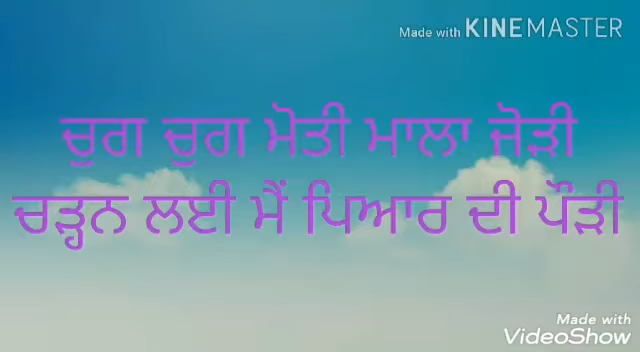 Made with KINEMASTER
ਚੁਗ ਚੁਗ ਮੋਤੀ ਮਾਲਾ ਜੋੜੀ
ਚੜ੍ਹਨ ਲਈ ਮੈਂ ਪਿਆਰ ਦੀ ਪੌੜੀ
Made with
VideoShow